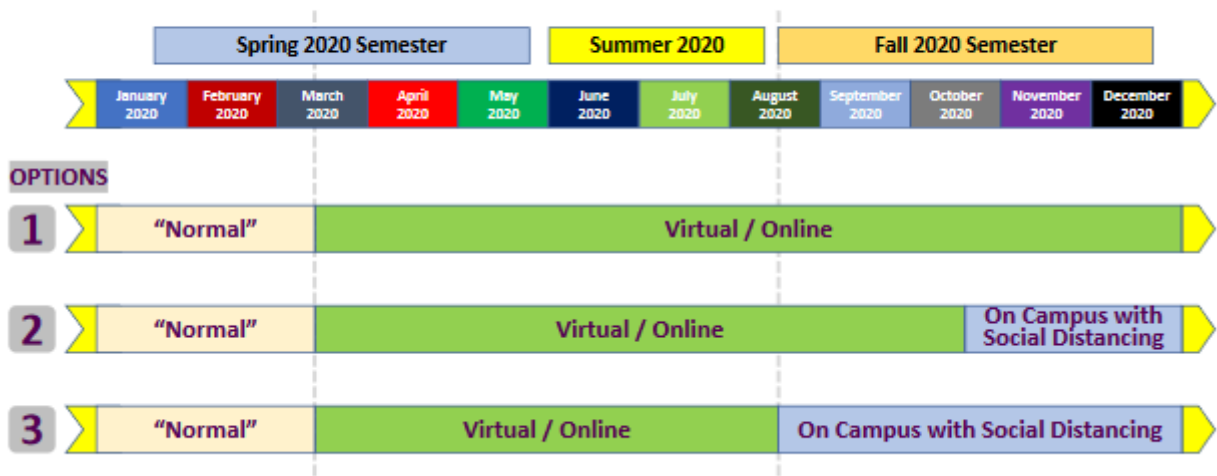 Spring 2020 Semester
Summer 2020
Fall 2020 Semester
January
2020
February
2020
March
2020
April
2020
May
2020
June
2020
July
2020
August
2020
September
2020
October
2020
November
2020
December
2020
OPTIONS
1
“Normal”
Virtual / Online
2
“Normal”
Virtual / Online
On Campus with
Social Distancing
3
“Normal”
Virtual / Online
On Campus with Social Distancing